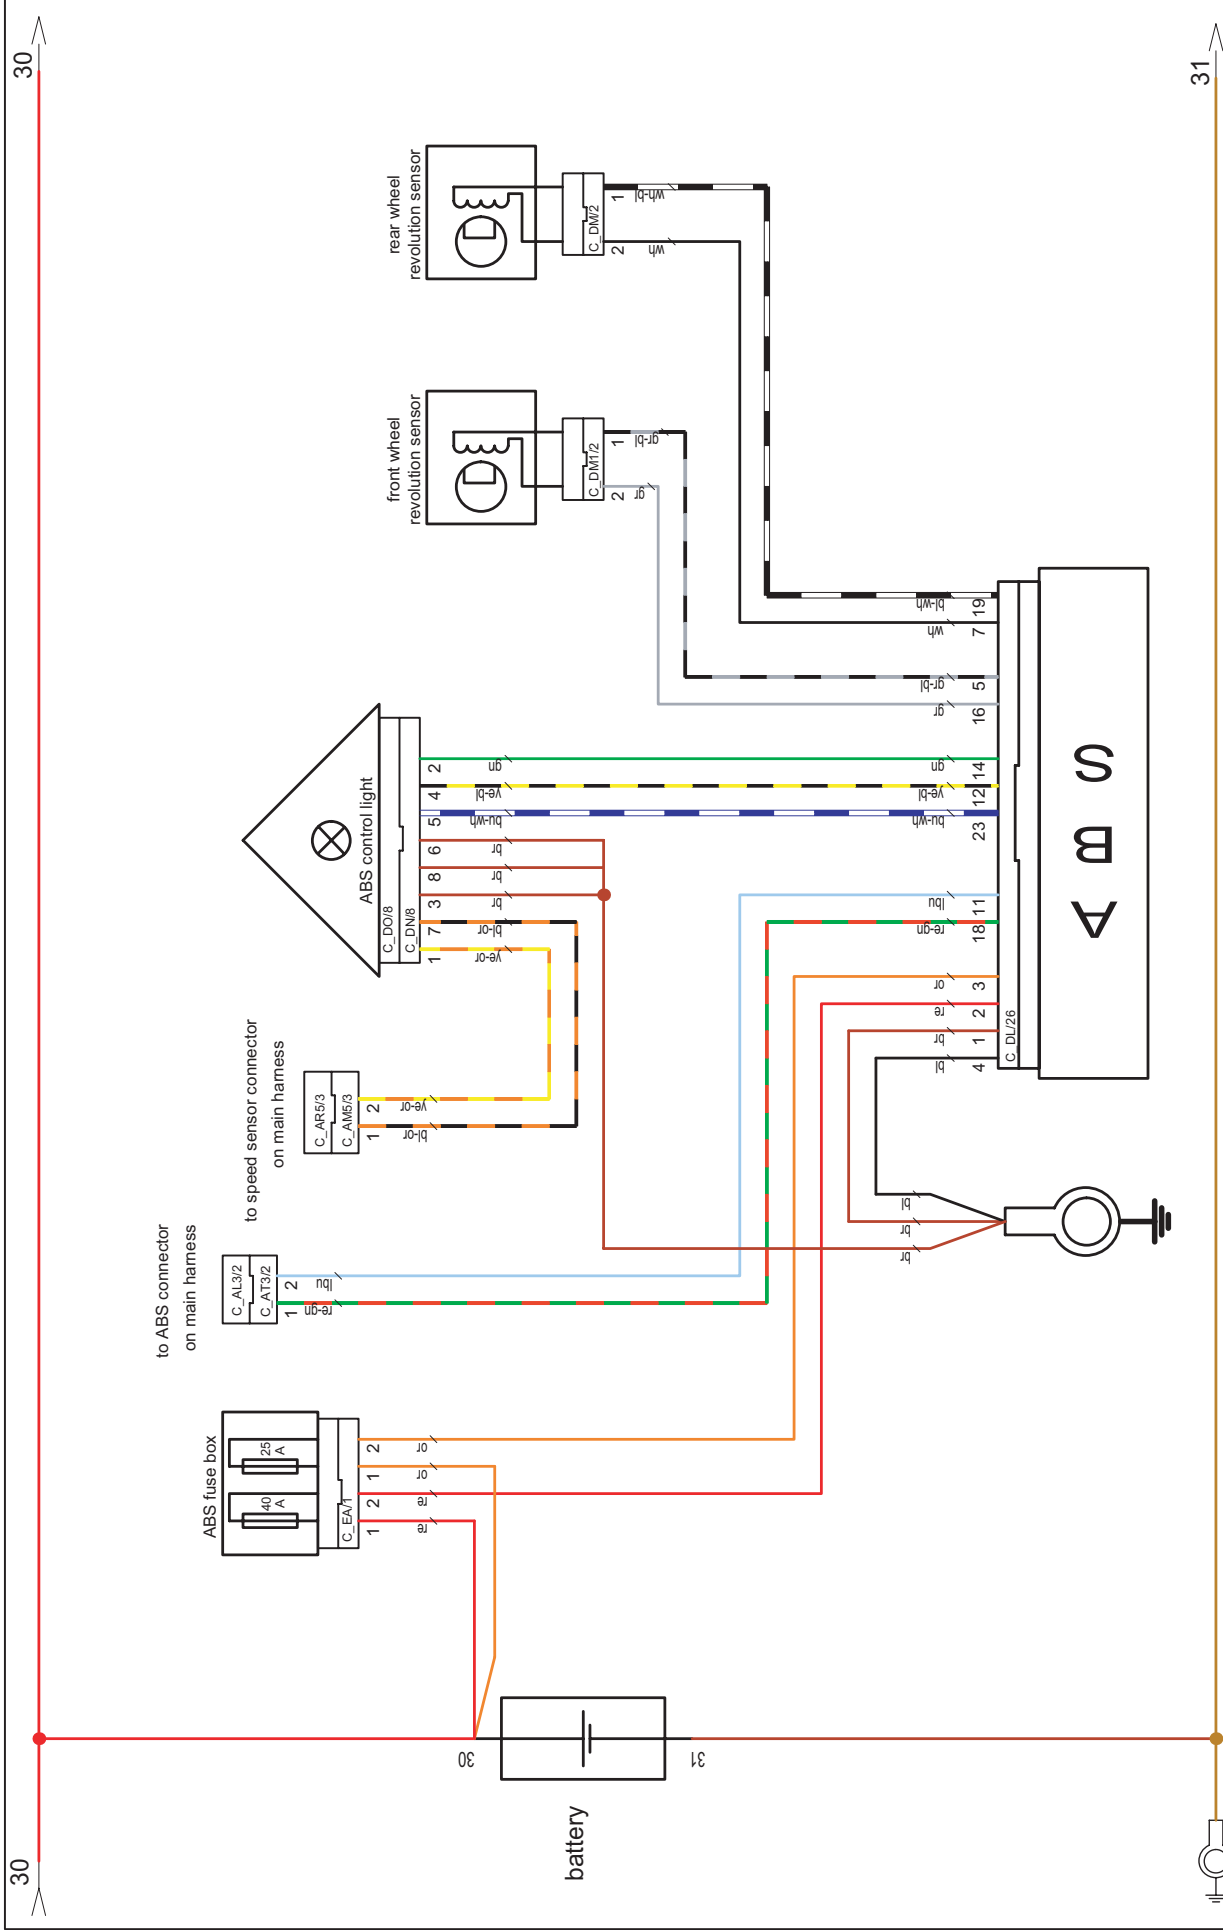 30
30
31
battery
30
31
ABS fuse box
40
A
25
A
C_EA/1
1
2
1
2
re
re
or
or
to ABS connector
on main harness
C_AL3/2
C_AT3/2
1
2
re-gn
lbu
to speed sensor connector
on main harness
C_AR5/3
C_AM5/3
1
2
bl-or
ye-or
ABS control light
C_DO/8
C_DN/8
1
7
3
8
6
5
4
2
ye-or
bl-or
br
br
br
bu-wh
ye-bl
gn
front wheel
revolution sensor
C_DM1/2
2
1
gr
gr-bl
rear wheel
revolution sensor
C_DM/2
2
1
wh
wh-bl
br
br
bl
bl
br
re
or
re-gn
lbu
bu-wh
ye-bl
gn
gr
gr-bl
wh
bl-wh
4
1
2
3
18
11
23
12
14
16
5
7
19
C_DL/26
A B S